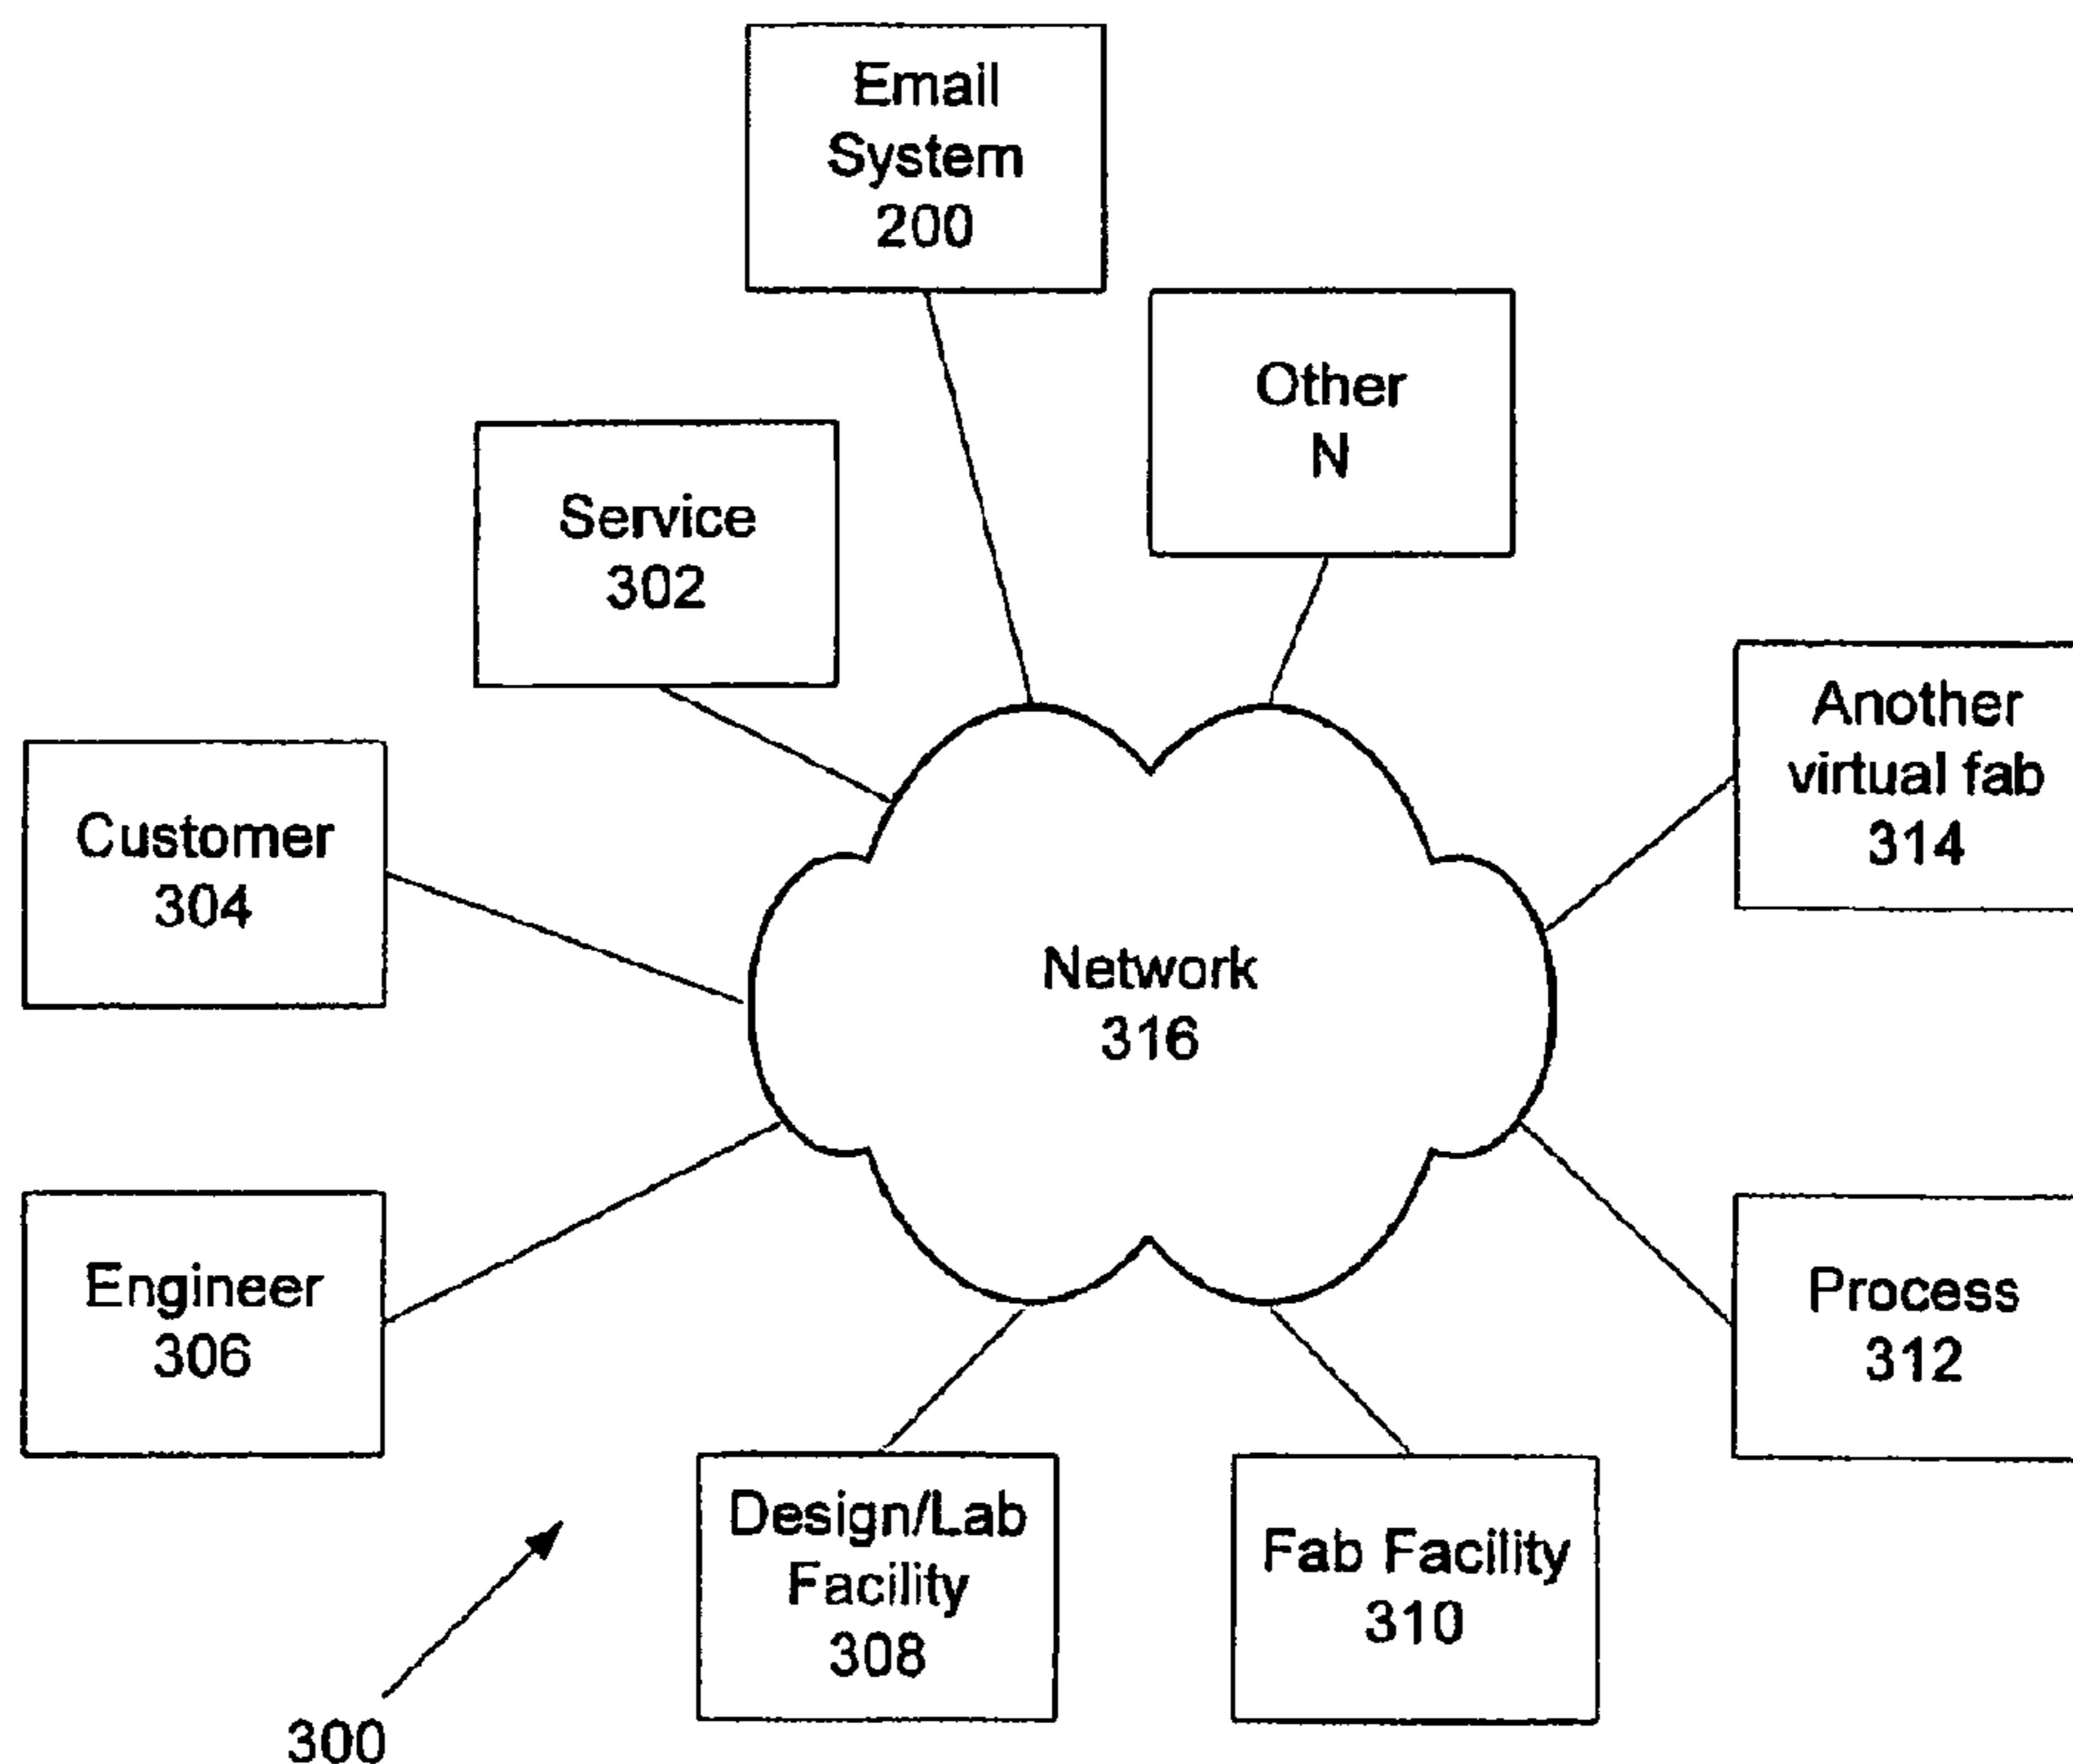 Email
System
200
Other
N
Service
302
Another
virtual fab
314
Customer
304
Network
316
Engineer
306
Process
312
Design/Lab
Facility
308
Fab Facility
310
300